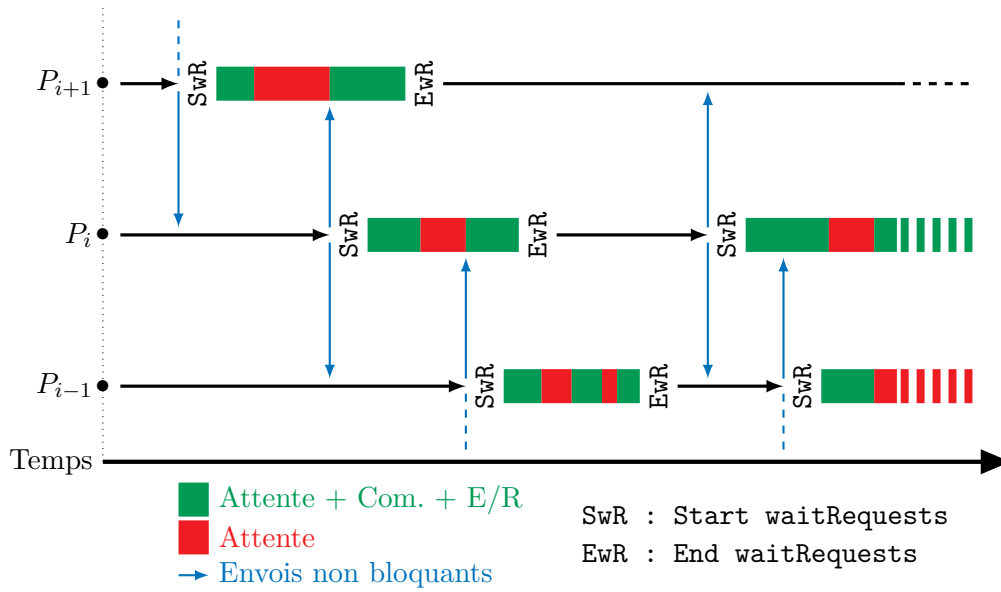 P_{i+1} SwR EwR
P_i SwR EwR SwR
P_{i-1} SwR EwR SwR
Temps
Attente + Com. + E/R
Attente
Envois non bloquants
SwR : Start waitRequests
EwR : End waitRequests